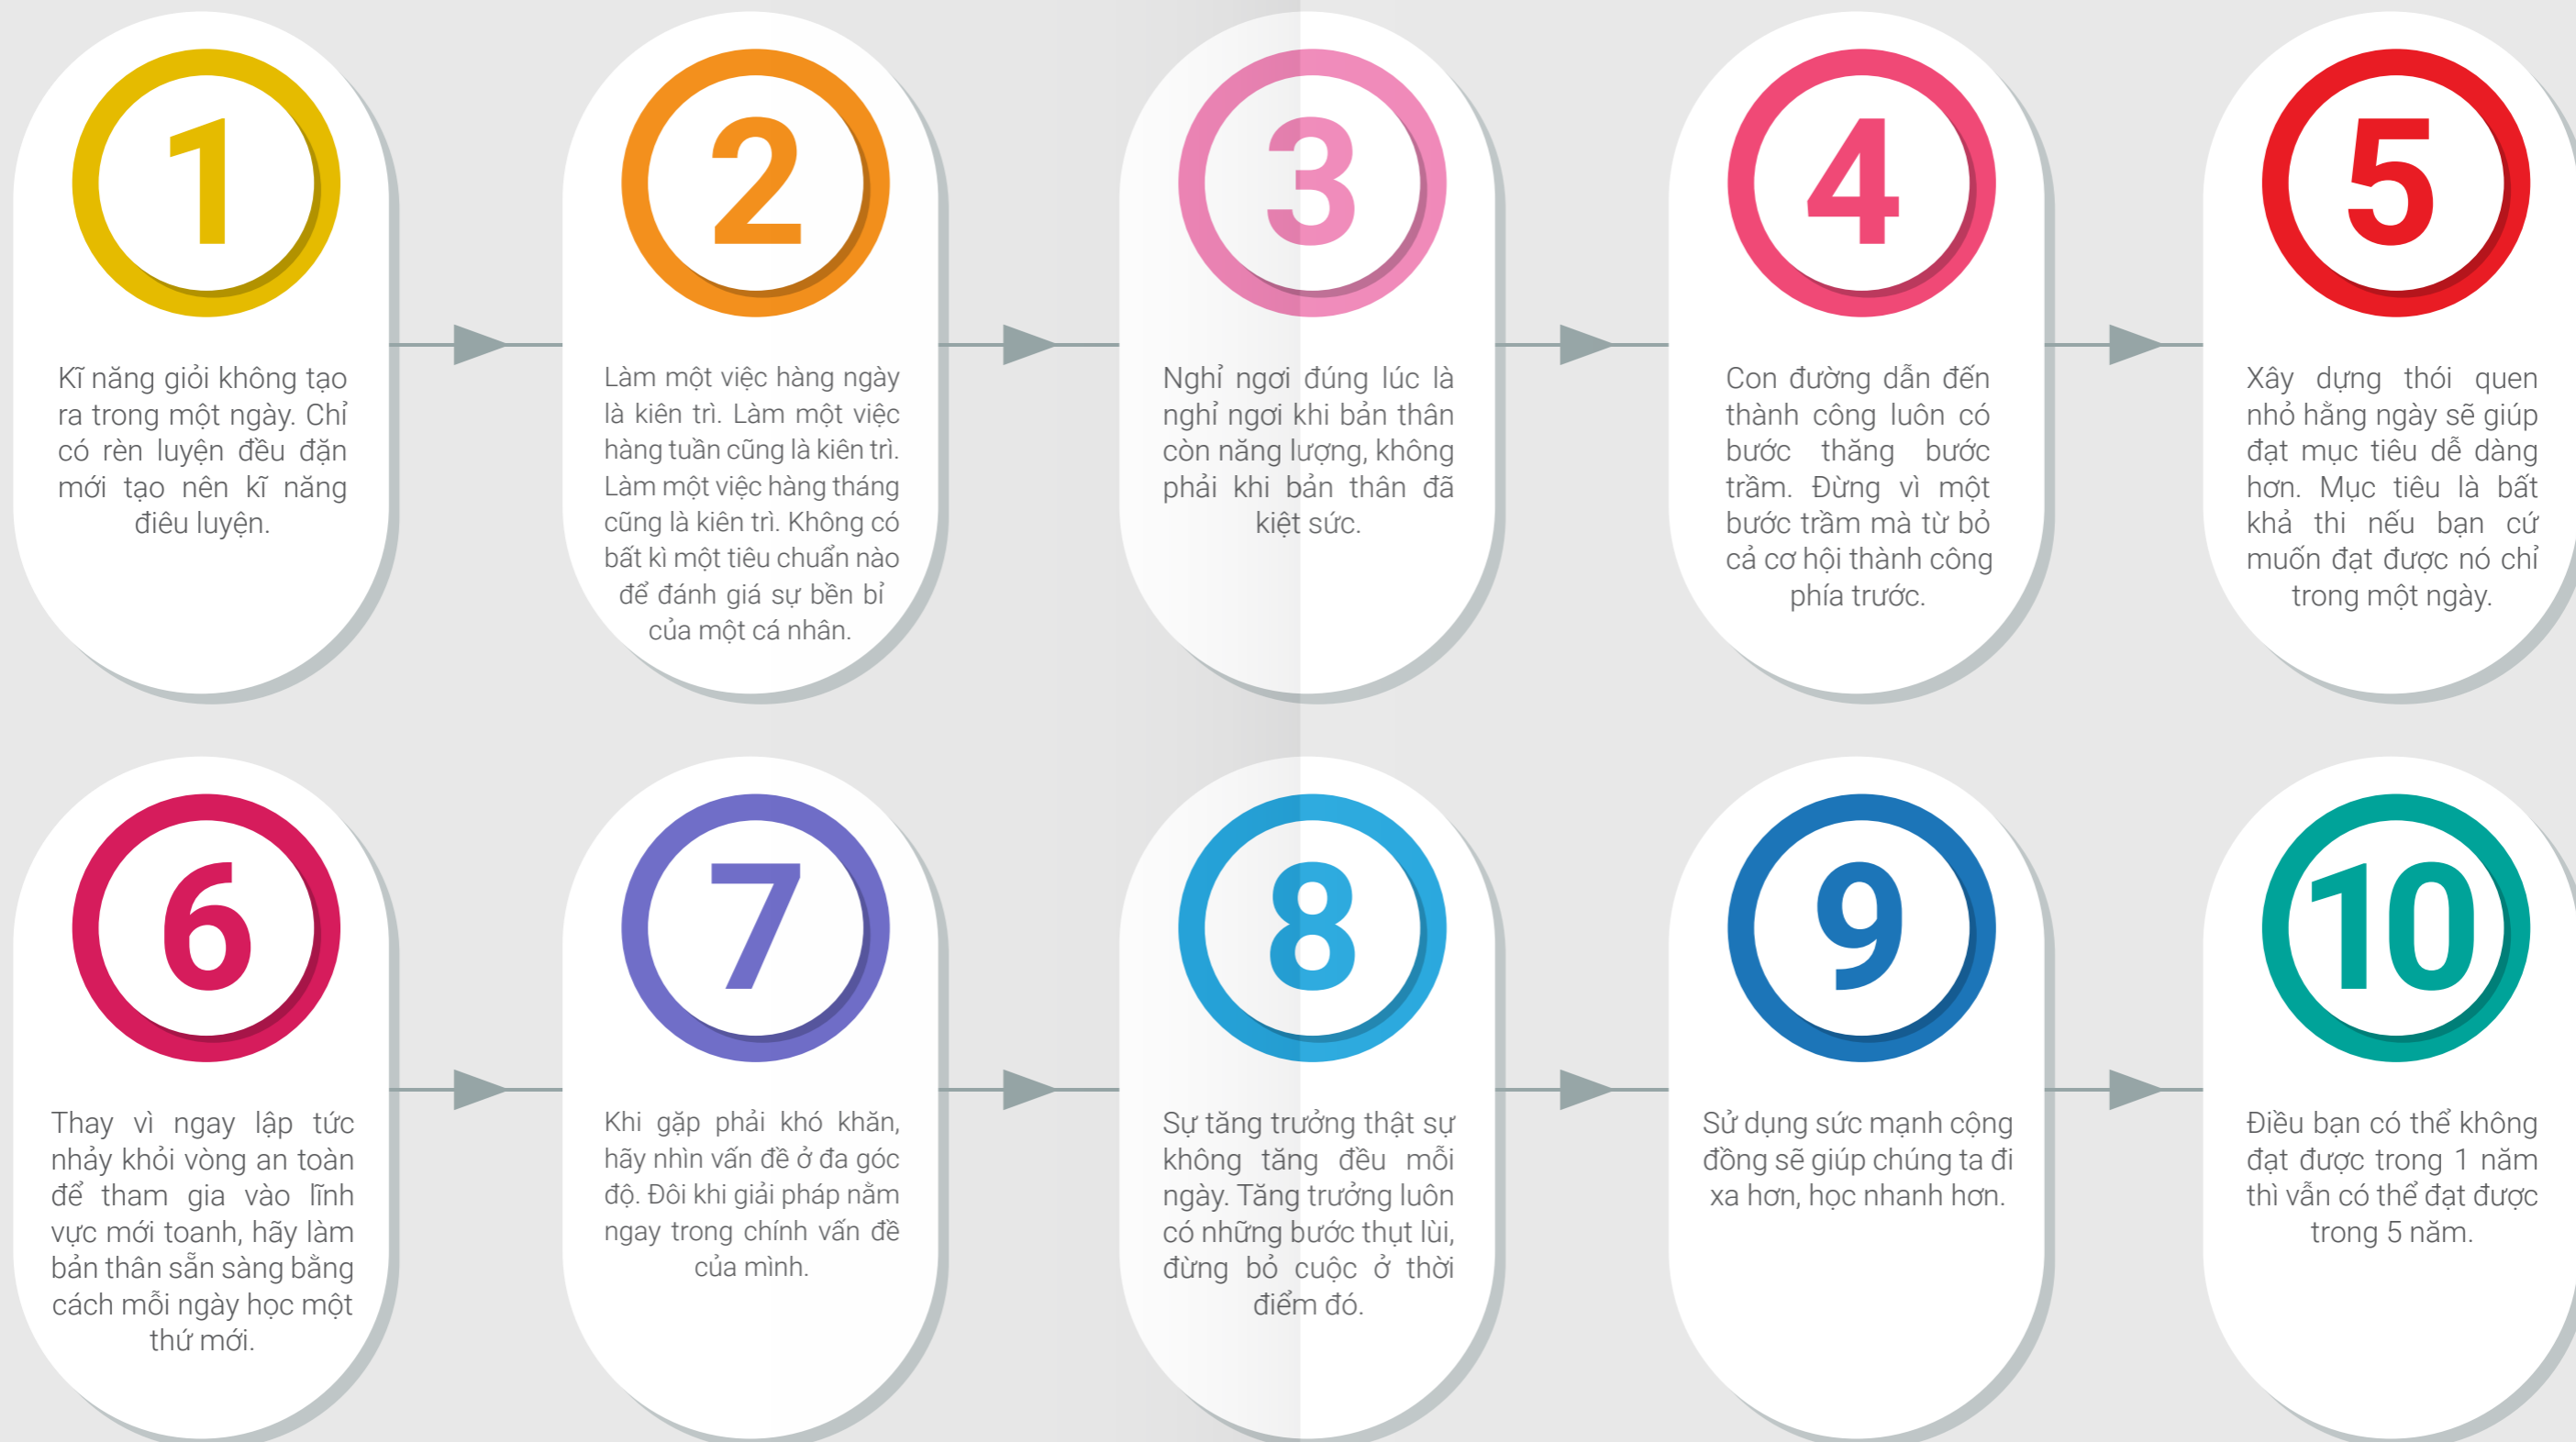 1
Kĩ năng giỏi không tạo
ra trong một ngày. Chỉ
có rèn luyện đều đặn
mới tạo nên kĩ năng
điêu luyện.
2
Làm một việc hàng ngày
là kiên trì. Làm một việc
hàng tuần cũng là kiên trì.
Làm một việc hàng tháng
cũng là kiên trì. Không có
bất kì một tiêu chuẩn nào
để đánh giá sự bền bỉ
của một cá nhân.
3
Nghỉ ngơi đúng lúc là
nghỉ ngơi khi bản thân
còn năng lượng, không
phải khi bản thân đã
kiệt sức.
4
Con đường dẫn đến
thành công luôn có
bước thăng bước
trầm. Đừng vì một
bước trầm mà từ bỏ
cả cơ hội thành công
phía trước.
5
Xây dựng thói quen
nhỏ hằng ngày sẽ giúp
đạt mục tiêu dễ dàng
hơn. Mục tiêu là bất
khả thi nếu bạn cứ
muốn đạt được nó chỉ
trong một ngày.
6
Thay vì ngay lập tức
nhảy khỏi vòng an toàn
để tham gia vào lĩnh
vực mới toanh, hãy làm
bản thân sẵn sàng bằng
cách mỗi ngày học một
thứ mới.
7
Khi gặp phải khó khăn,
hãy nhìn vấn đề ở đa góc
độ. Đôi khi giải pháp nằm
ngay trong chính vấn đề
của mình.
8
Sự tăng trưởng thật sự
không tăng đều mỗi
ngày. Tăng trưởng luôn
có những bước thụt lùi,
đừng bỏ cuộc ở thời
điểm đó.
9
Sử dụng sức mạnh cộng
đồng sẽ giúp chúng ta đi
xa hơn, học nhanh hơn.
10
Điều bạn có thể không
đạt được trong 1 năm
thì vẫn có thể đạt được
trong 5 năm.